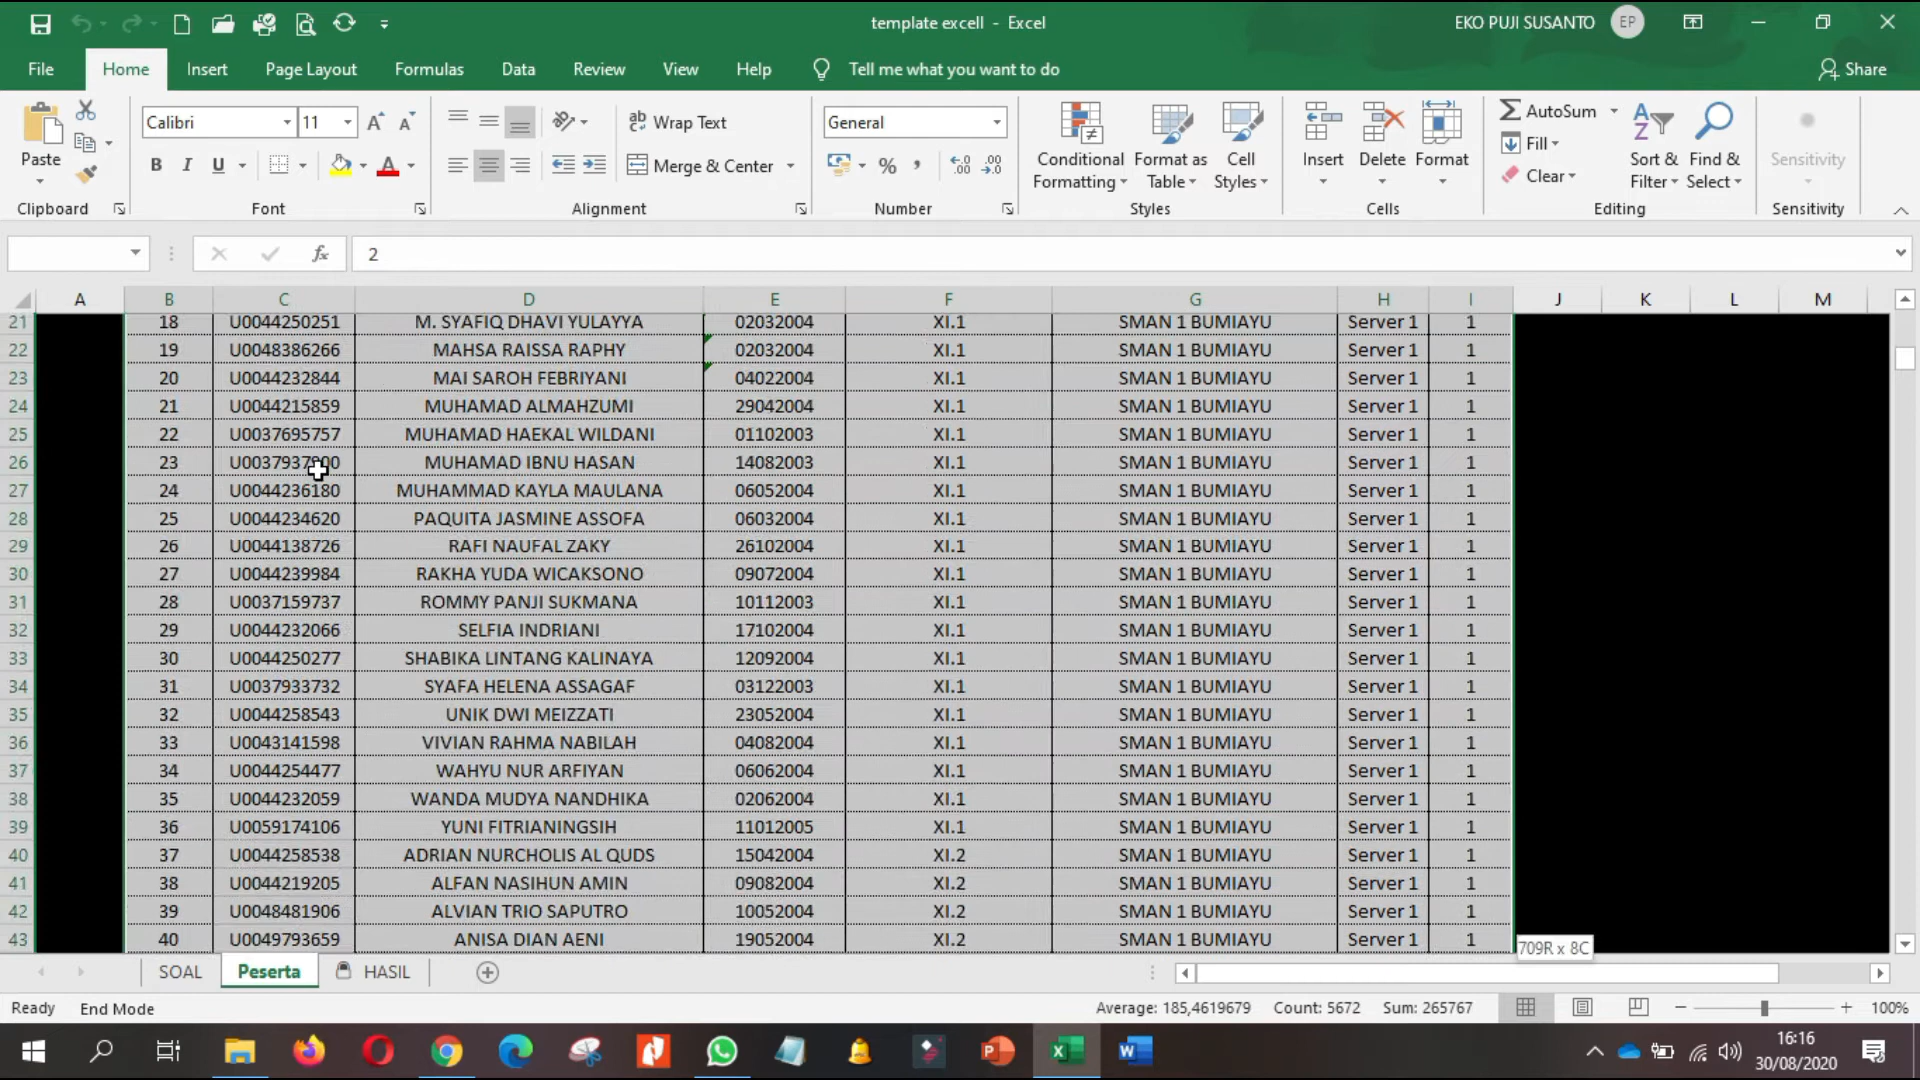 template excell - Excel
EKO PUJI SUSANTO
EP
File Home Insert Page Layout Formulas Data Review View Help Tell me what you want to do Share
Paste
Calibri 11
B I U A
Wrap Text
Merge & Center
General
% ,
Conditional Formatting
Format as Table
Cell Styles
Insert Delete Format
AutoSum
Fill
Clear
Sort & Filter
Find & Select
Sensitivity
Clipboard Font Alignment Number Styles Cells Editing Sensitivity
fx 2
A B C D E F G H I J K L M
21 18 U0044250251 M. SYAFIQ DHAVI YULAYYA 02032004 XI.1 SMAN 1 BUMIAYU Server 1 1
22 19 U0048386266 MAHSA RAISSA RAPHY 02032004 XI.1 SMAN 1 BUMIAYU Server 1 1
23 20 U0044232844 MAI SAROH FEBRIYANI 04022004 XI.1 SMAN 1 BUMIAYU Server 1 1
24 21 U0044215859 MUHAMAD ALMAHZUMI 29042004 XI.1 SMAN 1 BUMIAYU Server 1 1
25 22 U0037695757 MUHAMAD HAEKAL WILDANI 01102003 XI.1 SMAN 1 BUMIAYU Server 1 1
26 23 MUHAMAD IBNU HASAN 14082003 XI.1 SMAN 1 BUMIAYU Server 1 1
27 24 U0044236180 MUHAMMAD KAYLA MAULANA 06052004 XI.1 SMAN 1 BUMIAYU Server 1 1
28 25 U0044234620 PAQUITA JASMINE ASSOFA 06032004 XI.1 SMAN 1 BUMIAYU Server 1 1
29 26 U0044138726 RAFI NAUFAL ZAKY 26102004 XI.1 SMAN 1 BUMIAYU Server 1 1
30 27 U0044239984 RAKHA YUDA WICAKSONO 09072004 XI.1 SMAN 1 BUMIAYU Server 1 1
31 28 U0037159737 ROMMY PANJI SUKMANA 10112003 XI.1 SMAN 1 BUMIAYU Server 1 1
32 29 U0044232066 SELFIA INDRIANI 17102004 XI.1 SMAN 1 BUMIAYU Server 1 1
33 30 U0044250277 SHABIKA LINTANG KALINAYA 12092004 XI.1 SMAN 1 BUMIAYU Server 1 1
34 31 U0037933732 SYAFA HELENA ASSAGAF 03122003 XI.1 SMAN 1 BUMIAYU Server 1 1
35 32 U0044258543 UNIK DWI MEIZZATI 23052004 XI.1 SMAN 1 BUMIAYU Server 1 1
36 33 U0043141598 VIVIAN RAHMA NABILAH 04082004 XI.1 SMAN 1 BUMIAYU Server 1 1
37 34 U0044254477 WAHYU NUR ARFIYAN 06062004 XI.1 SMAN 1 BUMIAYU Server 1 1
38 35 U0044232059 WANDA MUDYA NANDHIKA 02062004 XI.1 SMAN 1 BUMIAYU Server 1 1
39 36 U0059174106 YUNI FITRIANINGSIH 11012005 XI.1 SMAN 1 BUMIAYU Server 1 1
40 37 U0044258538 ADRIAN NURCHOLIS AL QUDS 15042004 XI.2 SMAN 1 BUMIAYU Server 1 1
41 38 U0044219205 ALFAN NASIHUN AMIN 09082004 XI.2 SMAN 1 BUMIAYU Server 1 1
42 39 U0048481906 ALVIAN TRIO SAPUTRO 10052004 XI.2 SMAN 1 BUMIAYU Server 1 1
43 40 U0049793659 ANISA DIAN AENI 19052004 XI.2 SMAN 1 BUMIAYU Server 1 1
709R x 8C
SOAL Peserta HASIL
Ready End Mode Average: 185,4619679 Count: 5672 Sum: 265767 100%
16:16
30/08/2020